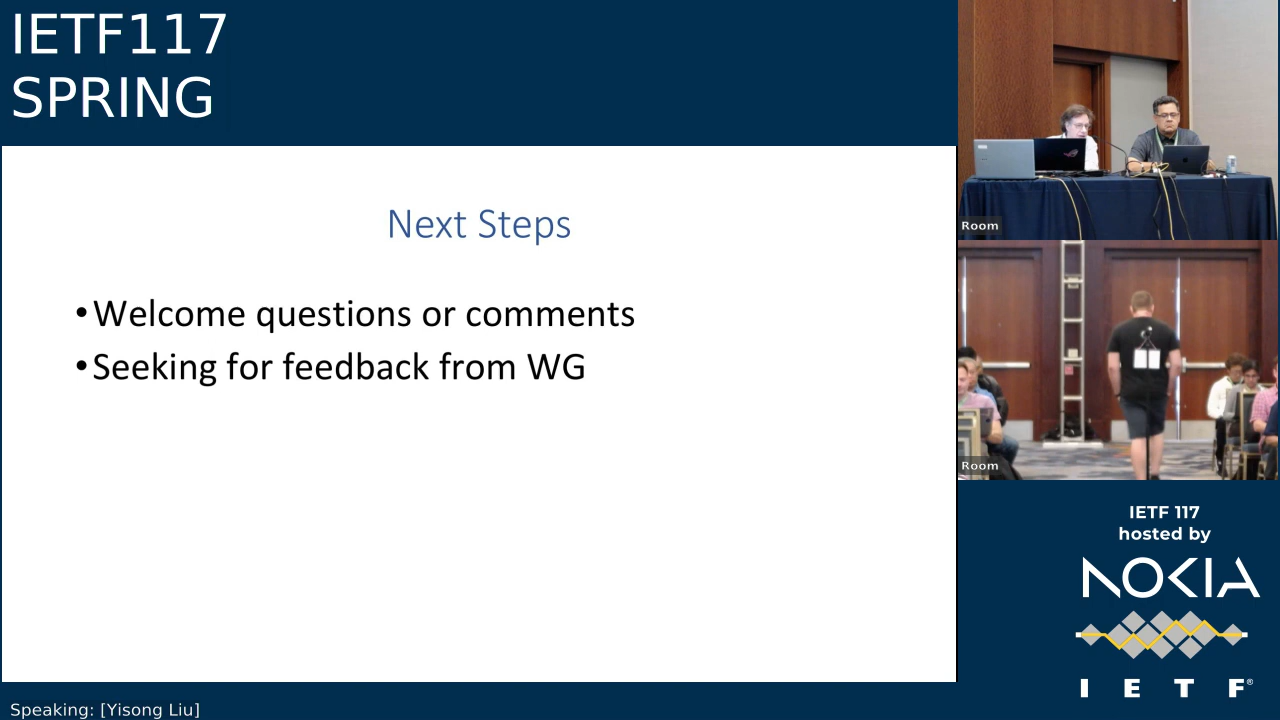 IETF117
SPRING
Next Steps
•Welcome questions or comments
•Seeking for feedback from WG
Room
Room
IETF 117
hosted by
NOKIA
I E T F®
Speaking: [Yisong Liu]